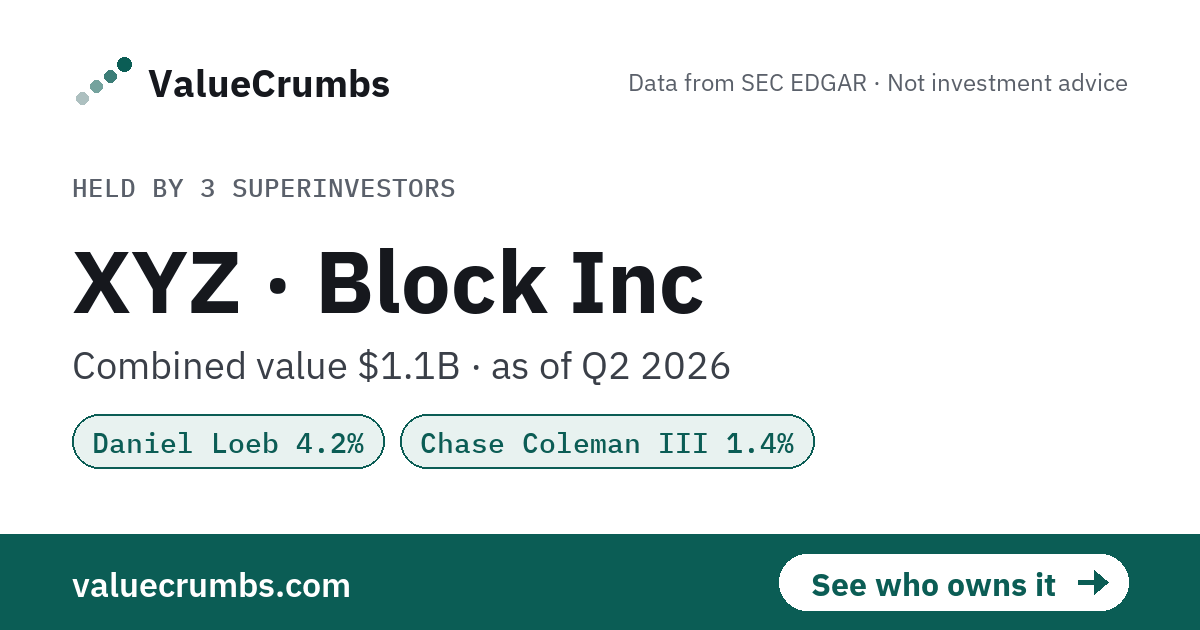 ValueCrumbs
Data from SEC EDGAR · Not investment advice
HELD BY 3 SUPERINVESTORS
XYZ · Block Inc
Combined value $1.1B · as of Q2 2026
Daniel Loeb 4.2%
Chase Coleman III 1.4%
valuecrumbs.com
See who owns it →